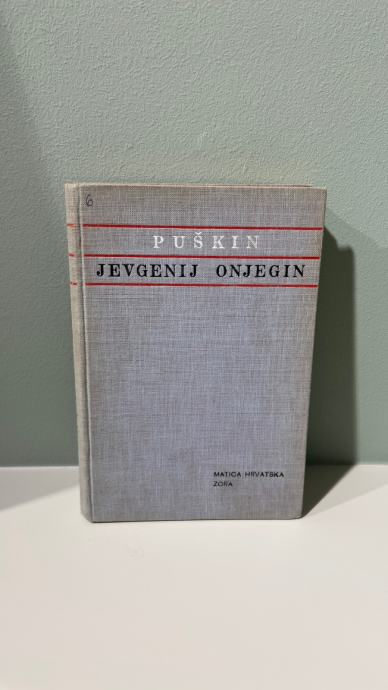 6
PUŠKIN
JEVGENIJ ONJEGIN
MATICA HRVATSKA
ZORA